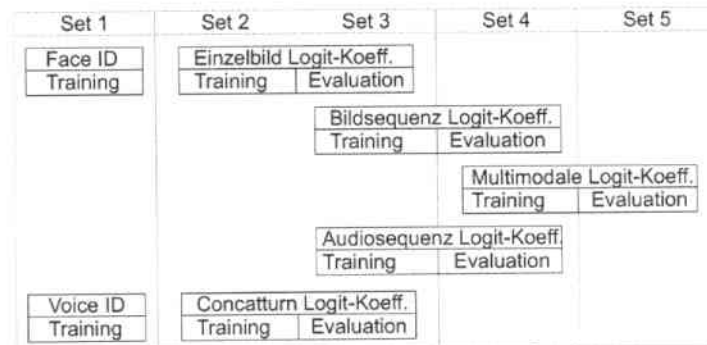 Set 1 Set 2 Set 3 Set 4 Set 5
Face ID Einzelbild Logit-Koeff.
Training Training Evaluation
Bildsequenz Logit-Koeff.
Training Evaluation
Multimodale Logit-Koeff.
Training Evaluation
Audiosequenz Logit-Koeff.
Training Evaluation
Voice ID Concatturn Logit-Koeff.
Training Training Evaluation